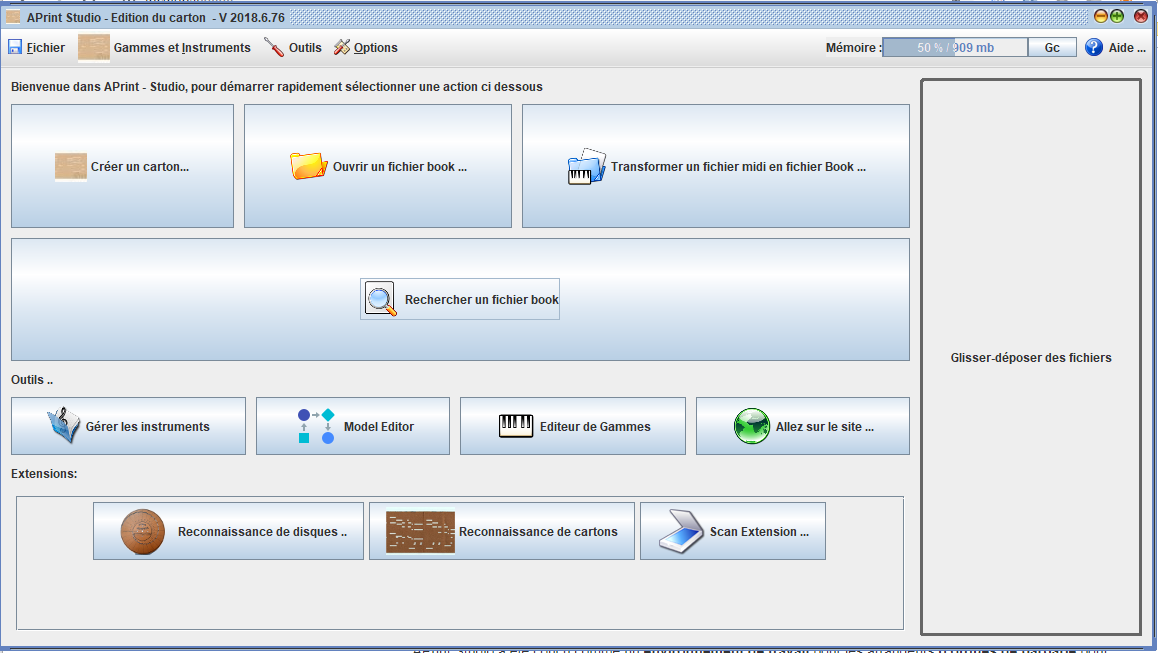 APrint Studio - Edition du carton - V 2018.6.76
Fichier Gammes et Instruments Outils Options Mémoire : 50 % / 909 mb Gc Aide ...
Bienvenue dans APrint - Studio, pour démarrer rapidement sélectionner une action ci dessous
Créer un carton... Ouvrir un fichier book ... Transformer un fichier midi en fichier Book ...
Rechercher un fichier book
Glisser-déposer des fichiers
Outils ..
Gérer les instruments Model Editor Editeur de Gammes Allez sur le site ...
Extensions:
Reconnaissance de disques .. Reconnaissance de cartons Scan Extension ...